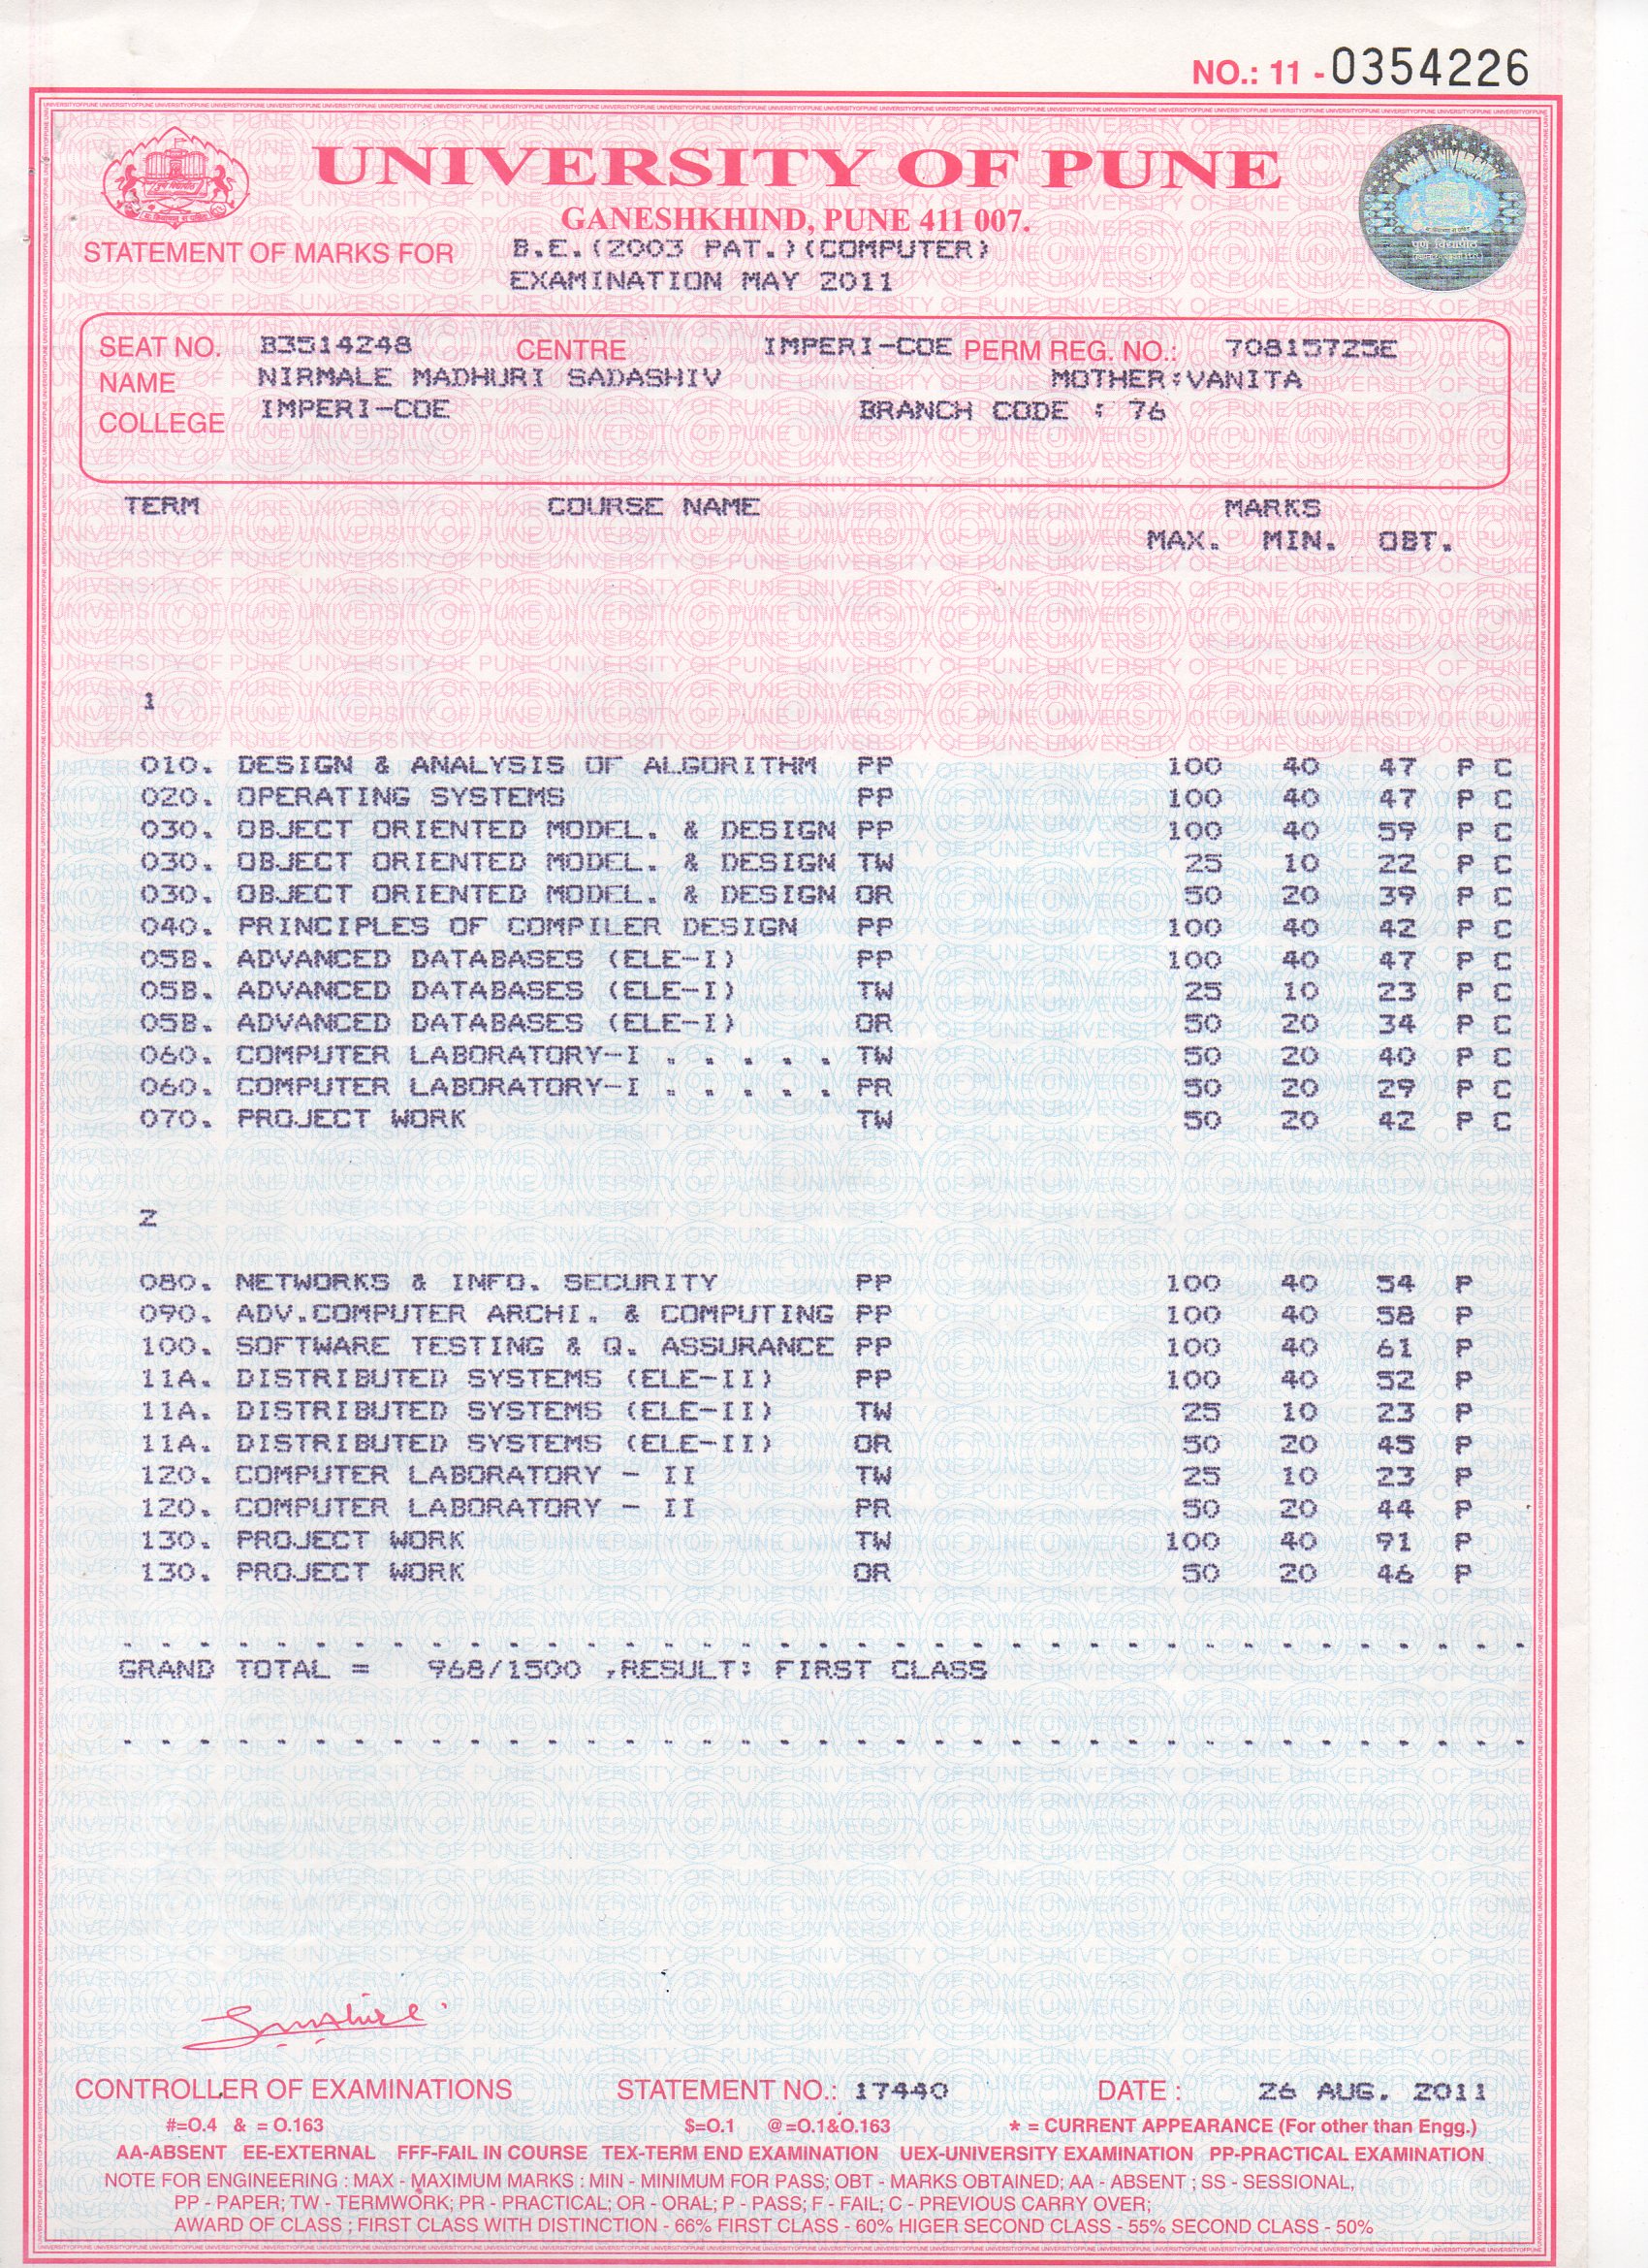 NO.: 11 - 0354226
UNIVERSITY OF PUNE
GANESHKHIND, PUNE 411 007.
STATEMENT OF MARKS FOR B.E.(2003 PAT.)(COMPUTER)
EXAMINATION MAY 2011
पुणे विद्यापीठ
SEAT NO. B3514248 CENTRE IMPERI-COE PERM REG. NO.: 70815725E
NAME NIRMALE MADHURI SADASHIV MOTHER:VANITA
COLLEGE IMPERI-COE BRANCH CODE : 76
TERM COURSE NAME MARKS
MAX. MIN. OBT.
1
010. DESIGN & ANALYSIS OF ALGORITHM PP 100 40 47 P C
020. OPERATING SYSTEMS PP 100 40 47 P C
030. OBJECT ORIENTED MODEL. & DESIGN PP 100 40 59 P C
030. OBJECT ORIENTED MODEL. & DESIGN TW 25 10 22 P C
030. OBJECT ORIENTED MODEL. & DESIGN OR 50 20 39 P C
040. PRINCIPLES OF COMPILER DESIGN PP 100 40 42 P C
05B. ADVANCED DATABASES (ELE-I) PP 100 40 47 P C
05B. ADVANCED DATABASES (ELE-I) TW 25 10 23 P C
05B. ADVANCED DATABASES (ELE-I) OR 50 20 34 P C
060. COMPUTER LABORATORY-I . . . . . TW 50 20 40 P C
060. COMPUTER LABORATORY-I . . . . . PR 50 20 29 P C
070. PROJECT WORK TW 50 20 42 P C
2
080. NETWORKS & INFO. SECURITY PP 100 40 54 P
090. ADV.COMPUTER ARCHI. & COMPUTING PP 100 40 58 P
100. SOFTWARE TESTING & Q. ASSURANCE PP 100 40 61 P
11A. DISTRIBUTED SYSTEMS (ELE-II) PP 100 40 52 P
11A. DISTRIBUTED SYSTEMS (ELE-II) TW 25 10 23 P
11A. DISTRIBUTED SYSTEMS (ELE-II) OR 50 20 45 P
120. COMPUTER LABORATORY - II TW 25 10 23 P
120. COMPUTER LABORATORY - II PR 50 20 44 P
130. PROJECT WORK TW 100 40 91 P
130. PROJECT WORK OR 50 20 46 P
GRAND TOTAL = 968/1500 ,RESULT: FIRST CLASS
CONTROLLER OF EXAMINATIONS STATEMENT NO.: 17440 DATE : 26 AUG. 2011
#=O.4 & = O.163 $=O.1 @=O.1&O.163 * = CURRENT APPEARANCE (For other than Engg.)
AA-ABSENT EE-EXTERNAL FFF-FAIL IN COURSE TEX-TERM END EXAMINATION UEX-UNIVERSITY EXAMINATION PP-PRACTICAL EXAMINATION
NOTE FOR ENGINEERING : MAX - MAXIMUM MARKS : MIN - MINIMUM FOR PASS; OBT - MARKS OBTAINED; AA - ABSENT ; SS - SESSIONAL,
PP - PAPER; TW - TERMWORK; PR - PRACTICAL; OR - ORAL; P - PASS; F - FAIL; C - PREVIOUS CARRY OVER;
AWARD OF CLASS ; FIRST CLASS WITH DISTINCTION - 66% FIRST CLASS - 60% HIGER SECOND CLASS - 55% SECOND CLASS - 50%